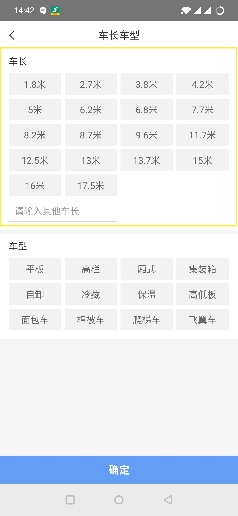 14:42
车长车型
车长
1.8米 2.7米 3.8米 4.2米
5米 6.2米 6.8米 7.7米
8.2米 8.7米 9.6米 11.7米
12.5米 13米 13.7米 15米
16米 17.5米
请输入其他车长
车型
平板 高栏 厢式 集装箱
自卸 冷藏 保温 高低板
面包车 棉被车 爬梯车 飞翼车
确定